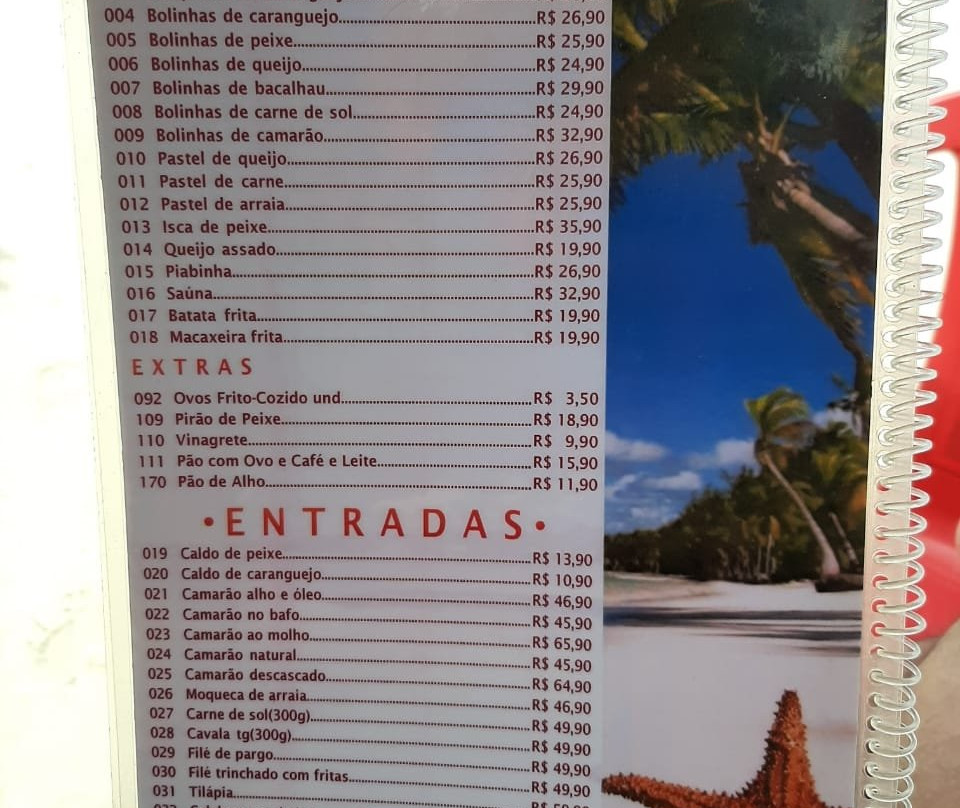 004 Bolinhas de caranguejo R$ 26,90
005 Bolinhas de peixe R$ 25,90
006 Bolinhas de queijo R$ 24,90
007 Bolinhas de bacalhau R$ 29,90
008 Bolinhas de carne de sol R$ 24,90
009 Bolinhas de camarão R$ 32,90
010 Pastel de queijo R$ 26,90
011 Pastel de carne R$ 25,90
012 Pastel de arraia R$ 25,90
013 Isca de peixe R$ 35,90
014 Queijo assado R$ 19,90
015 Piabinha R$ 26,90
016 Saúna R$ 32,90
017 Batata frita R$ 19,90
018 Macaxeira frita R$ 19,90
EXTRAS
092 Ovos Frito-Cozido und R$ 3,50
109 Pirão de Peixe R$ 18,90
110 Vinagrete R$ 9,90
111 Pão com Ovo e Café e Leite R$ 15,90
170 Pão de Alho R$ 11,90
•ENTRADAS•
019 Caldo de peixe R$ 13,90
020 Caldo de caranguejo R$ 10,90
021 Camarão alho e óleo R$ 46,90
022 Camarão no bafo R$ 45,90
023 Camarão ao molho R$ 65,90
024 Camarão natural R$ 45,90
025 Camarão descascado R$ 64,90
026 Moqueca de arraia R$ 46,90
027 Carne de sol(300g) R$ 49,90
028 Cavala tg(300g) R$ 49,90
029 Filé de pargo R$ 49,90
030 Filé trinchado com fritas R$ 49,90
031 Tilápia